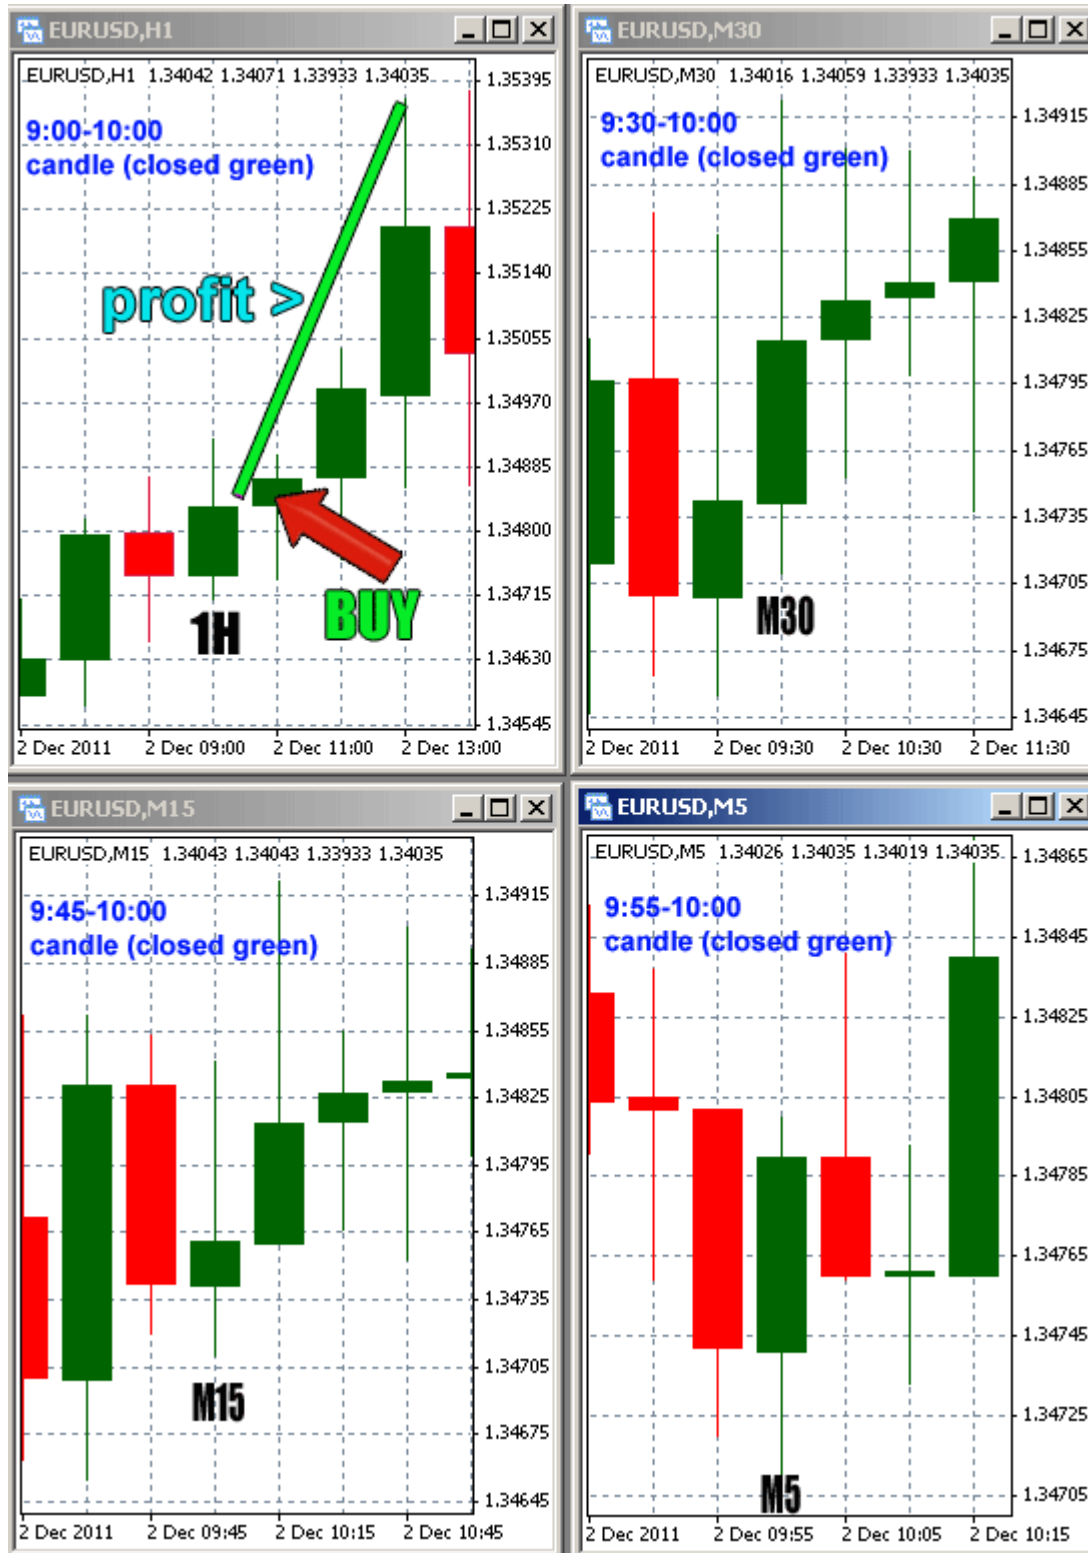 EURUSD,H1
EURUSD,H1 1.34042 1.34071 1.33933 1.34035
9:00-10:00
candle (closed green)
profit >
BUY
1H
1.35395
1.35310
1.35225
1.35140
1.35055
1.34970
1.34885
1.34800
1.34715
1.34630
1.34545
2 Dec 2011 2 Dec 09:00 2 Dec 11:00 2 Dec 13:00
EURUSD,M30
EURUSD,M30 1.34016 1.34059 1.33933 1.34035
9:30-10:00
candle (closed green)
M30
1.34915
1.34885
1.34855
1.34825
1.34795
1.34765
1.34735
1.34705
1.34675
1.34645
2 Dec 2011 2 Dec 09:30 2 Dec 10:30 2 Dec 11:30
EURUSD,M15
EURUSD,M15 1.34043 1.34043 1.33933 1.34035
9:45-10:00
candle (closed green)
M15
1.34915
1.34885
1.34855
1.34825
1.34795
1.34765
1.34735
1.34705
1.34675
1.34645
2 Dec 2011 2 Dec 09:45 2 Dec 10:15 2 Dec 10:45
EURUSD,M5
EURUSD,M5 1.34026 1.34035 1.34019 1.34035
9:55-10:00
candle (closed green)
M5
1.34865
1.34845
1.34825
1.34805
1.34785
1.34765
1.34745
1.34725
1.34705
2 Dec 2011 2 Dec 09:55 2 Dec 10:05 2 Dec 10:15